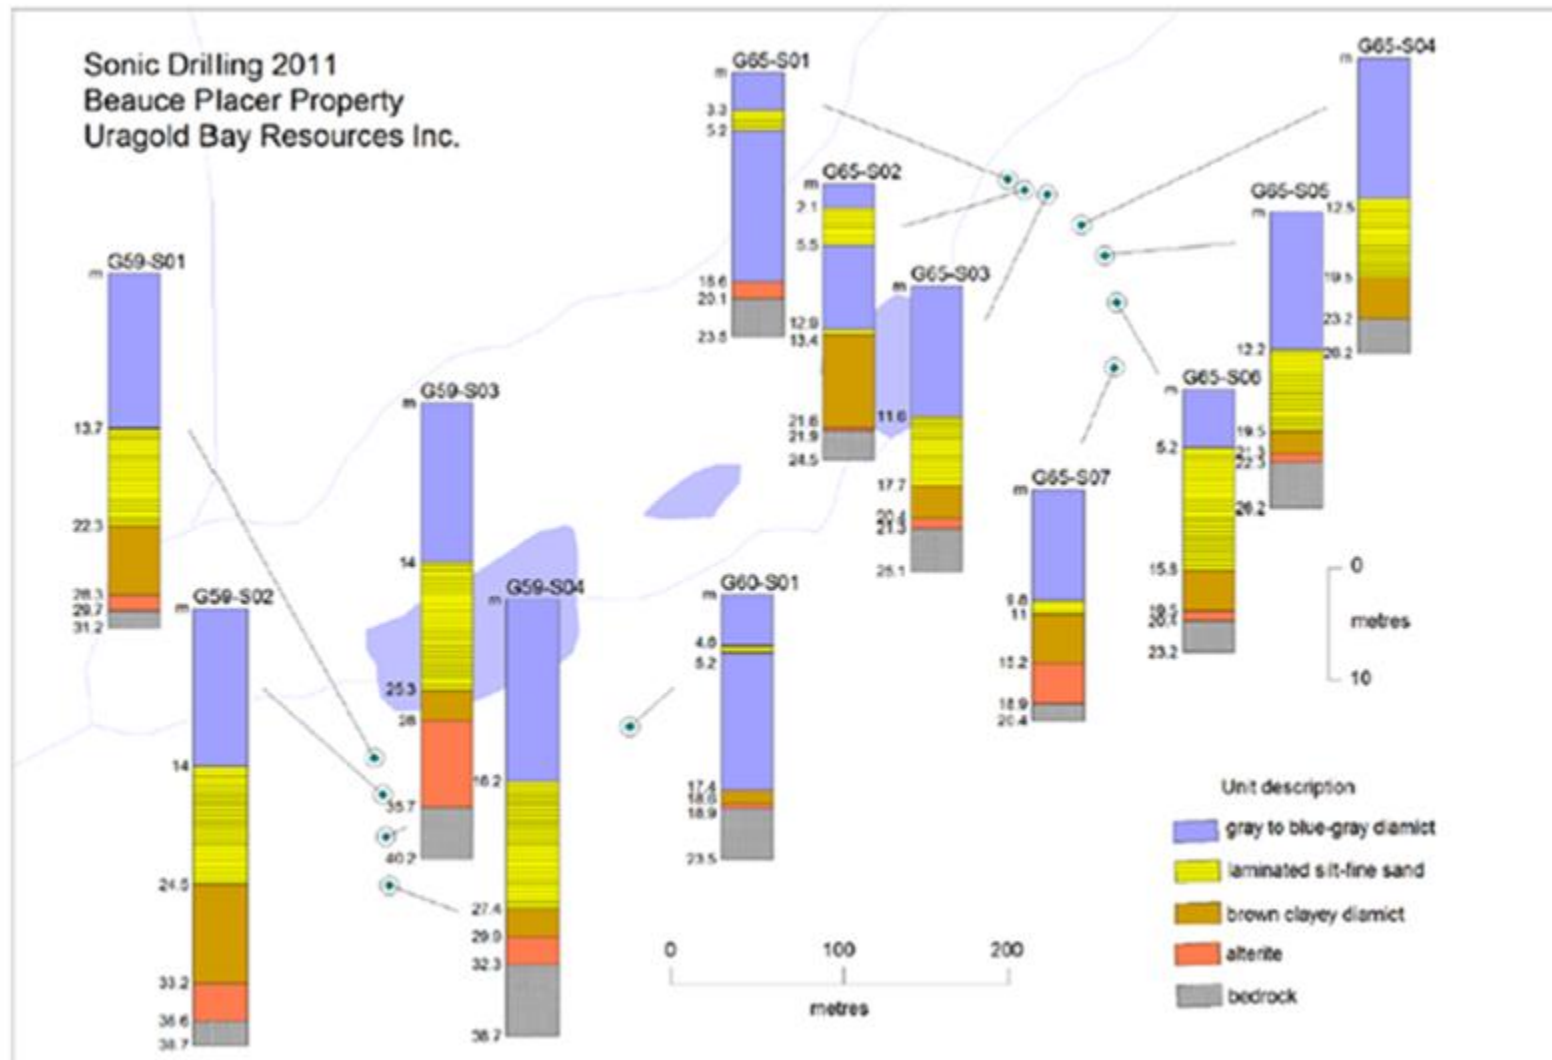 Sonic Drilling 2011
Beauce Placer Property
Uragold Bay Resources Inc.
G59-S01
m
13.7
22.3
28.3
29.7
31.2
G59-S02
m
14
24.5
33.2
36.6
38.7
G59-S03
m
14
25.3
28
35.7
40.2
G59-S04
m
16.2
27.4
29.9
32.3
38.7
G60-S01
m
4.6
5.2
17.4
18.6
18.9
23.5
G65-S01
m
3.3
5.2
18.6
20.1
23.5
G65-S02
m
2.1
5.5
12.9
13.4
21.6
21.9
24.5
G65-S03
m
11.6
17.7
20.4
21.3
25.1
G65-S04
m
12.5
19.5
23.2
26.2
G65-S05
m
12.2
19.5
21.3
22.3
26.2
G65-S06
m
5.2
15.8
19.5
23.2
G65-S07
m
9.8
11
15.2
18.9
20.4
0
metres
10
0
100
200
metres
Unit description
gray to blue-gray diamict
laminated silt-fine sand
brown clayey diamict
alterite
bedrock